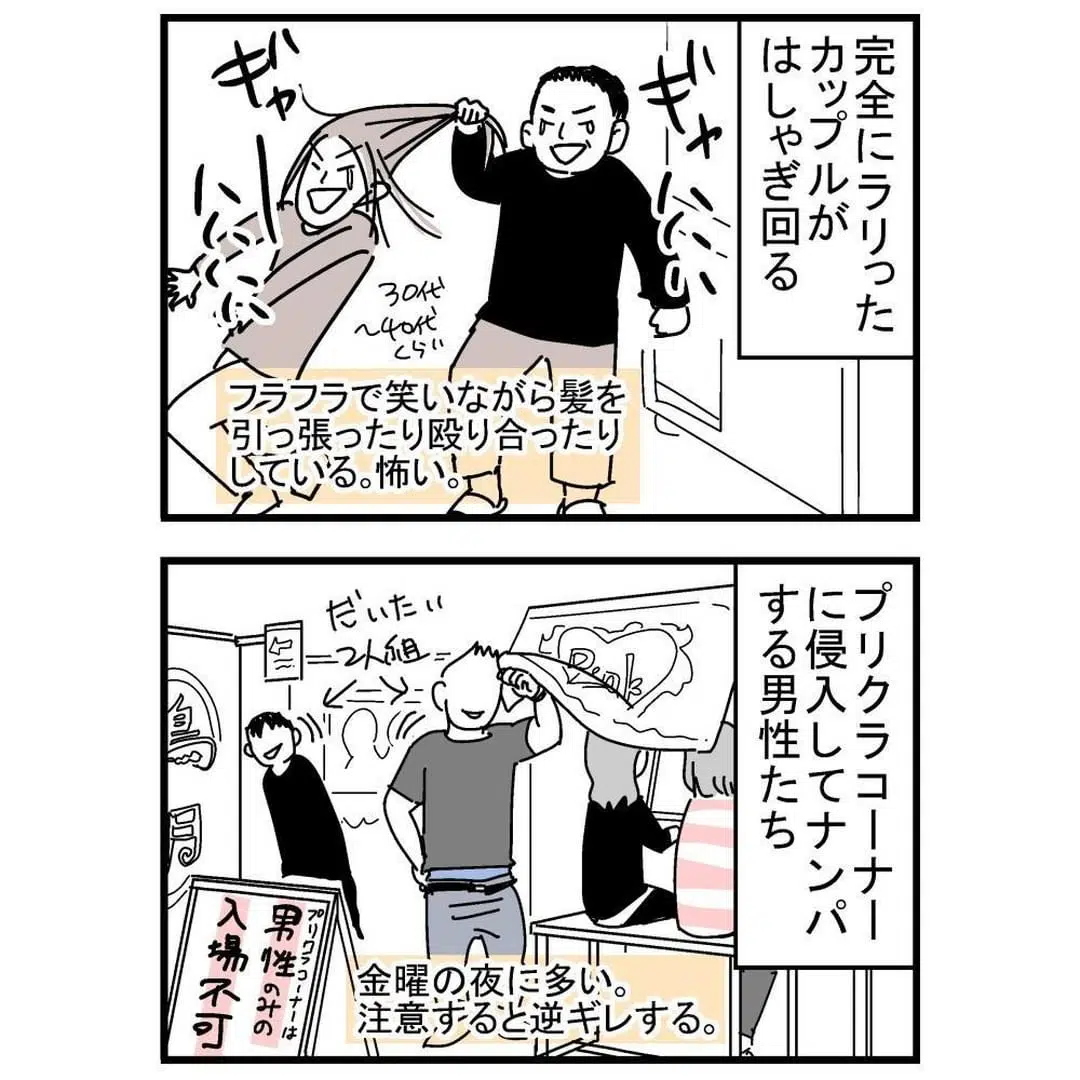 完全にラリった
カップルが
はしゃぎ回る
ギャ
ギャ
30代
〜40代
くらい
フラフラで笑いながら髪を
引っ張ったり殴り合ったり
している。怖い。
プリクラコーナー
に侵入してナンパ
する男性たち
だいたい
2人組
Pink
プリクラコーナーは
男性のみの
入場不可
金曜の夜に多い。
注意すると逆ギレする。